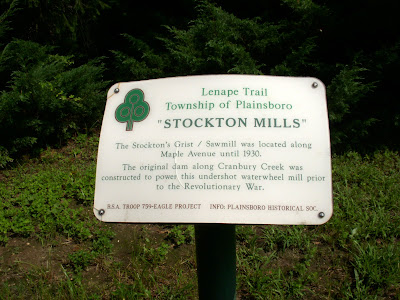 Lenape Trail
Township of Plainsboro
"STOCKTON MILLS"
The Stockton's Grist / Sawmill was located along
Maple Avenue until 1930.
The original dam along Cranbury Creek was
constructed to power this undershot waterwheel mill prior
to the Revolutionary War.
B.S.A. TROOP 759-EAGLE PROJECT INFO: PLAINSBORO HISTORICAL SOC.